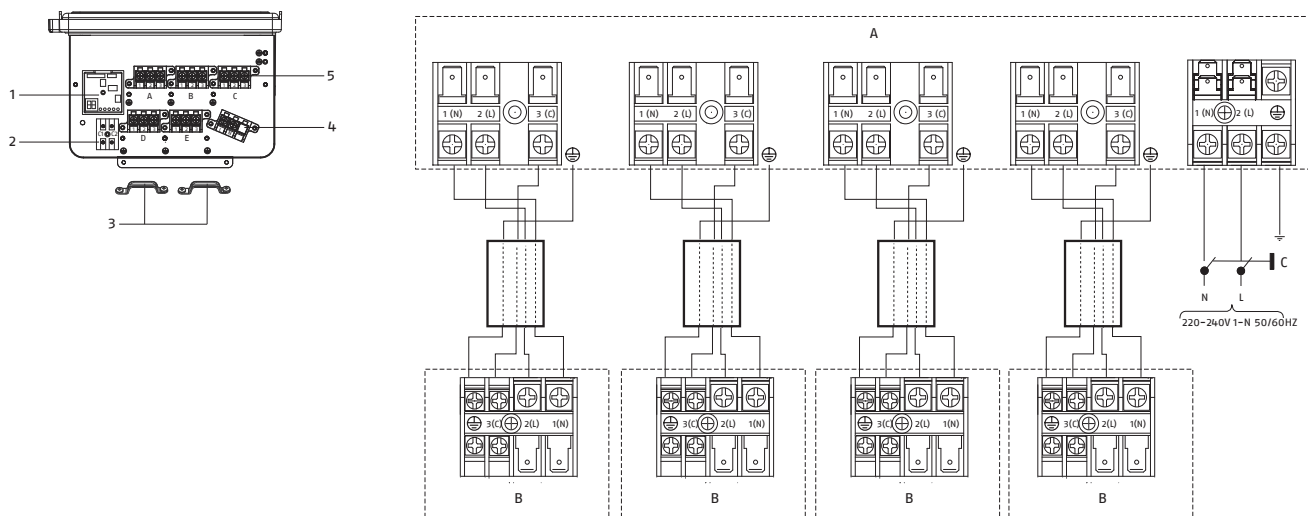 1
2
3
4
5
A B C
D E
A
1 (N) 2 (L) 3 (C)
1 (N) 2 (L) 3 (C)
1 (N) 2 (L) 3 (C)
1 (N) 2 (L) 3 (C)
1 (N) 2 (L)
C
N L
220-240V 1-N 50/60HZ
3(C) 2(L) 1(N)
3(C) 2(L) 1(N)
3(C) 2(L) 1(N)
3(C) 2(L) 1(N)
B
B
B
B